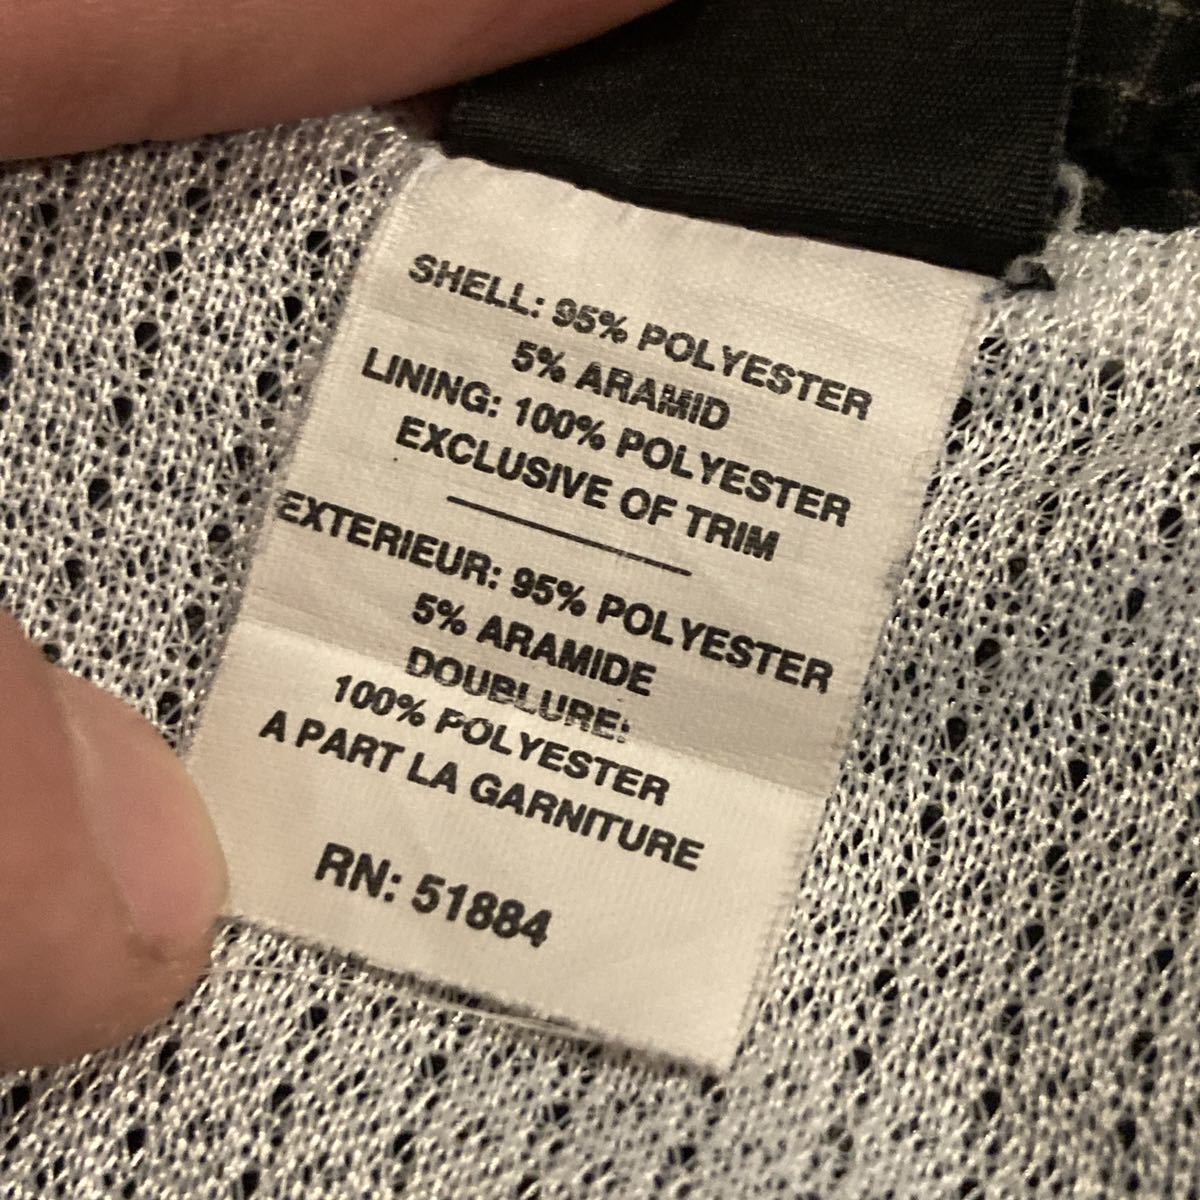 SHELL: 95% POLYESTER
5% ARAMID
LINING: 100% POLYESTER
EXCLUSIVE OF TRIM
EXTERIEUR: 95% POLYESTER
5% ARAMIDE
DOUBLURE:
100% POLYESTER
A PART LA GARNITURE
RN: 51884